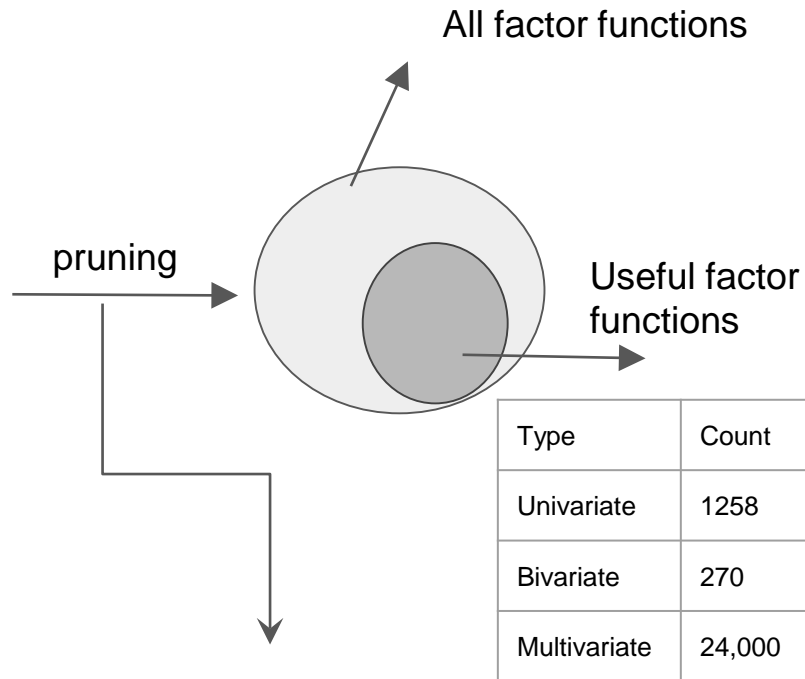 All factor functions
pruning
Useful factor
functions
Type Count
Univariate 1258
Bivariate 270
Multivariate 24,000